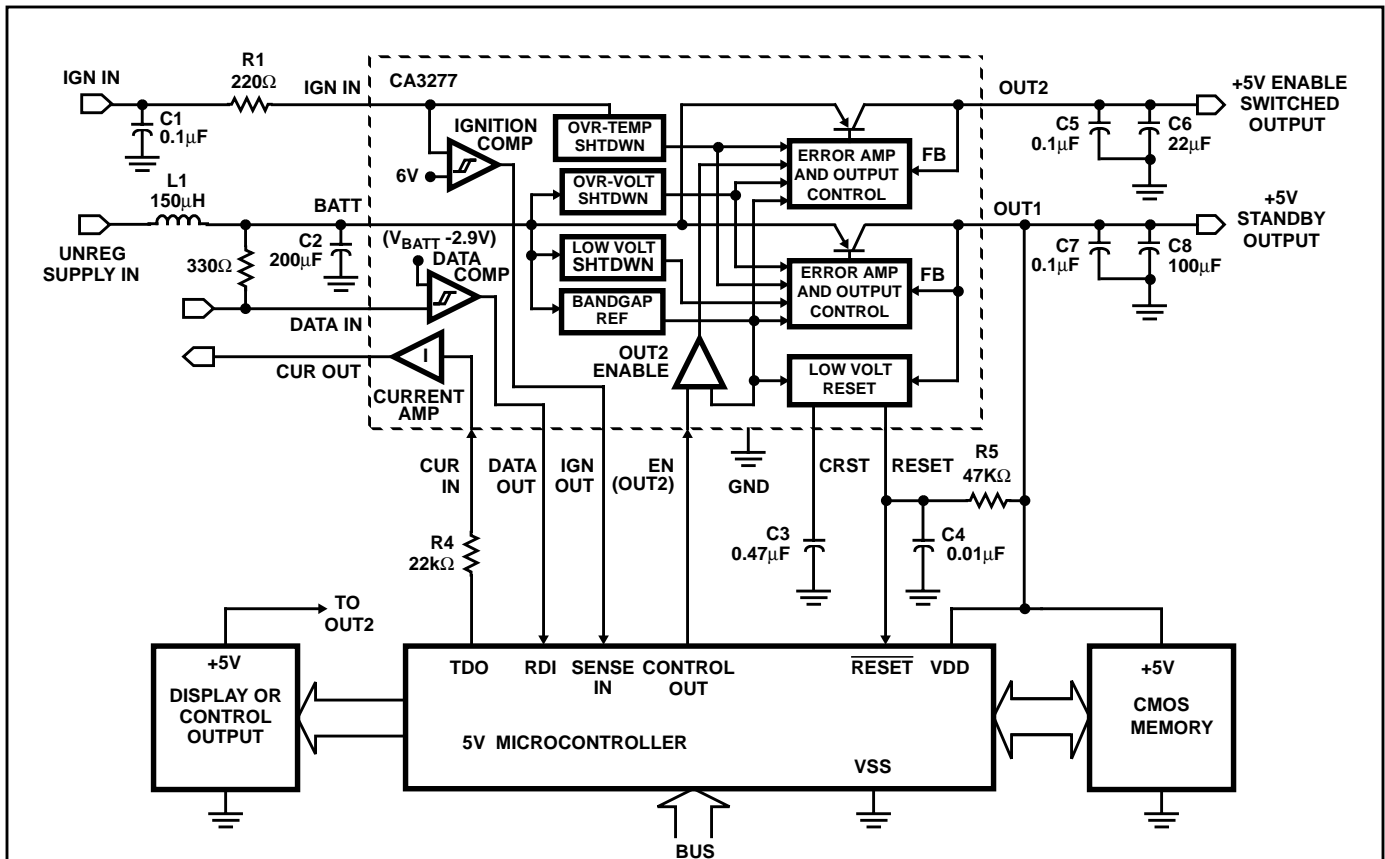 IGN IN
C1
0.1µF
R1
220Ω
IGN IN
CA3277
IGNITION
COMP
6V
OVR-TEMP
SHTDWN
OVR-VOLT
SHTDWN
LOW VOLT
SHTDWN
BANDGAP
REF
ERROR AMP
AND OUTPUT
CONTROL
FB
OUT2
C5
0.1µF
C6
22µF
+5V ENABLE
SWITCHED
OUTPUT
L1
150µH
UNREG
SUPPLY IN
330Ω
C2
200µF
BATT
(VBATT -2.9V)
DATA
COMP
DATA IN
CUR OUT
I
CURRENT
AMP
OUT2
ENABLE
ERROR AMP
AND OUTPUT
CONTROL
FB
LOW VOLT
RESET
OUT1
C7
0.1µF
C8
100µF
+5V
STANDBY
OUTPUT
CUR
IN
DATA
OUT
IGN
OUT
EN
(OUT2)
GND
CRST
RESET
R5
47KΩ
R4
22kΩ
C3
0.47µF
C4
0.01µF
TO
OUT2
+5V
DISPLAY OR
CONTROL
OUTPUT
TDO
RDI
SENSE
IN
CONTROL
OUT
RESET
VDD
5V MICROCONTROLLER
VSS
+5V
CMOS
MEMORY
BUS